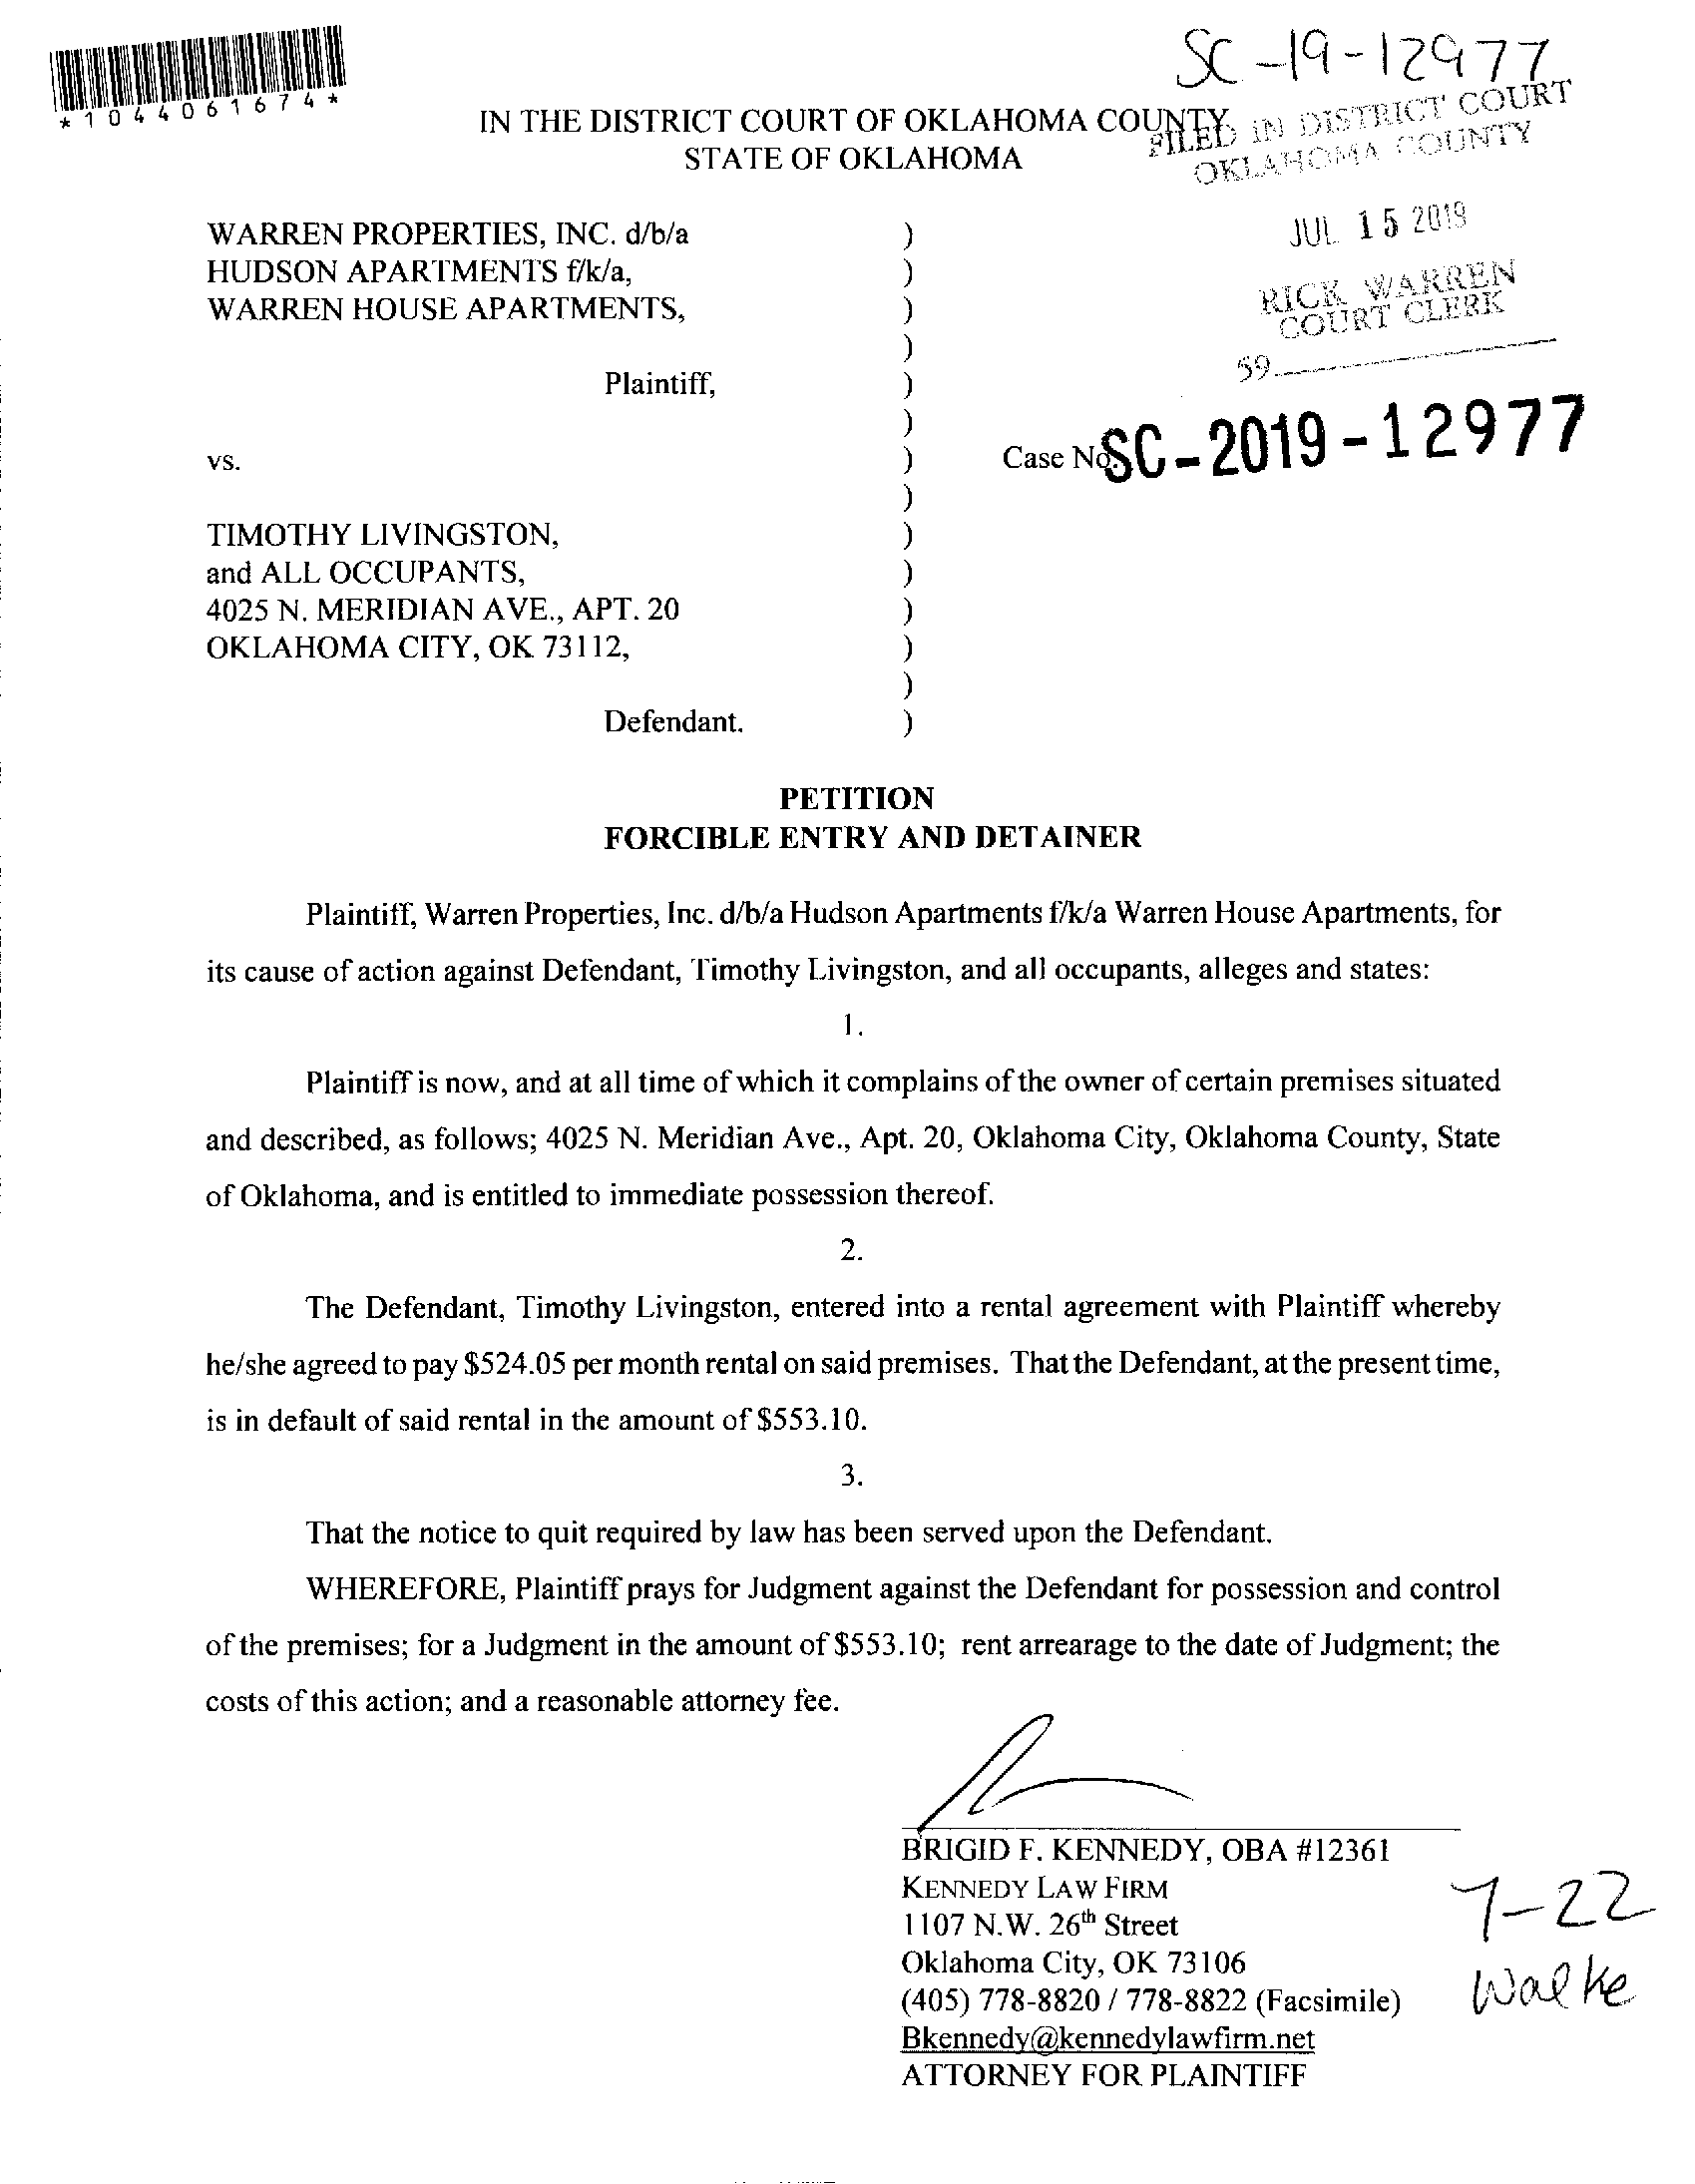 SC-19-12977
*1044061674*
IN THE DISTRICT COURT OF OKLAHOMA COUNTY
STATE OF OKLAHOMA
FILED IN DISTRICT COURT
OKLAHOMA COUNTY
JUL 15 2019
RICK WARREN
COURT CLERK
59
WARREN PROPERTIES, INC. d/b/a )
HUDSON APARTMENTS f/k/a, )
WARREN HOUSE APARTMENTS, )
)
Plaintiff, )
)
vs. ) Case No. SC-2019-12977
)
TIMOTHY LIVINGSTON, )
and ALL OCCUPANTS, )
4025 N. MERIDIAN AVE., APT. 20 )
OKLAHOMA CITY, OK 73112, )
)
Defendant. )
PETITION
FORCIBLE ENTRY AND DETAINER
Plaintiff, Warren Properties, Inc. d/b/a Hudson Apartments f/k/a Warren House Apartments, for
its cause of action against Defendant, Timothy Livingston, and all occupants, alleges and states:
1.
Plaintiff is now, and at all time of which it complains of the owner of certain premises situated
and described, as follows; 4025 N. Meridian Ave., Apt. 20, Oklahoma City, Oklahoma County, State
of Oklahoma, and is entitled to immediate possession thereof.
2.
The Defendant, Timothy Livingston, entered into a rental agreement with Plaintiff whereby
he/she agreed to pay $524.05 per month rental on said premises. That the Defendant, at the present time,
is in default of said rental in the amount of $553.10.
3.
That the notice to quit required by law has been served upon the Defendant.
WHEREFORE, Plaintiff prays for Judgment against the Defendant for possession and control
of the premises; for a Judgment in the amount of $553.10; rent arrearage to the date of Judgment; the
costs of this action; and a reasonable attorney fee.
BRIGID F. KENNEDY, OBA #12361
KENNEDY LAW FIRM
1107 N.W. 26th Street
Oklahoma City, OK 73106
(405) 778-8820 / 778-8822 (Facsimile)
Bkennedy@kennedylawfirm.net
ATTORNEY FOR PLAINTIFF
7-22
Walke